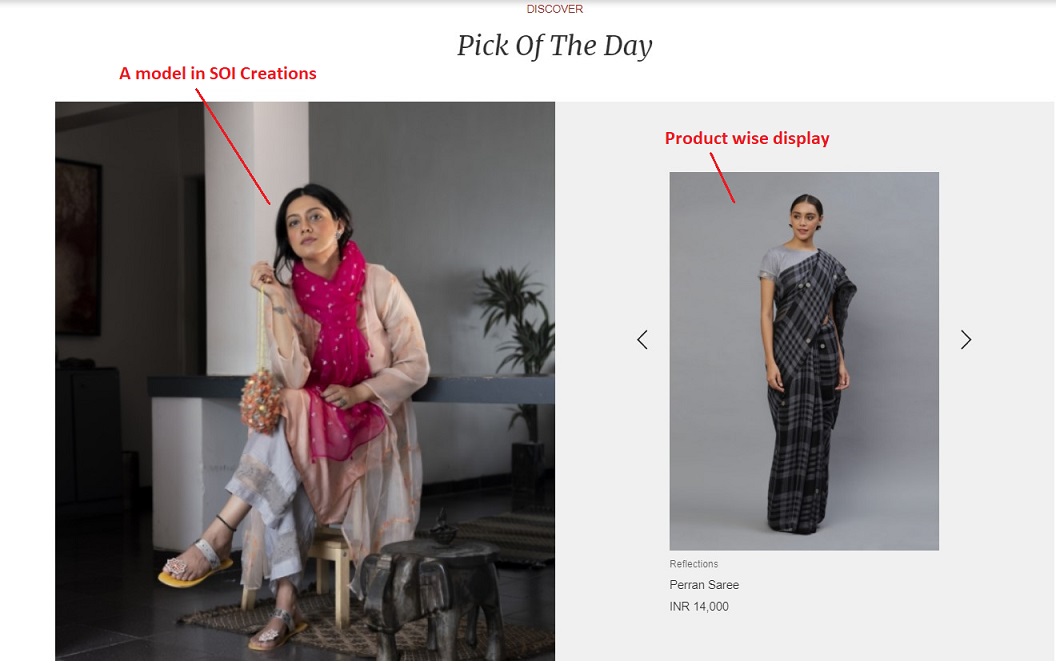 DISCOVER
Pick Of The Day
A model in SOI Creations
Product wise display
Reflections
Perran Saree
INR 14,000